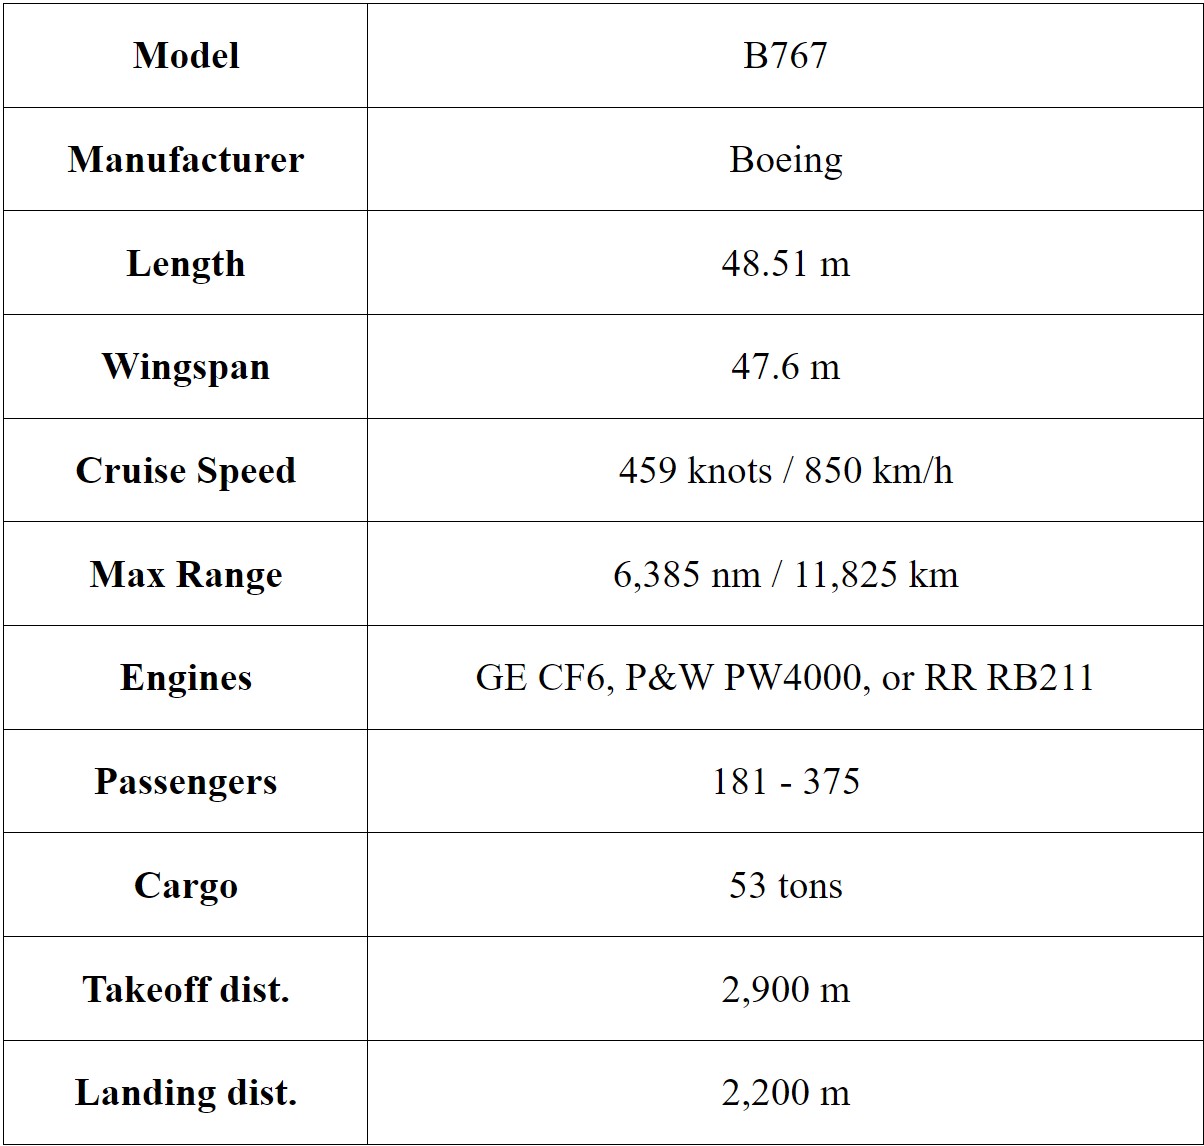 Model B767
Manufacturer Boeing
Length 48.51 m
Wingspan 47.6 m
Cruise Speed 459 knots / 850 km/h
Max Range 6,385 nm / 11,825 km
Engines GE CF6, P&W PW4000, or RR RB211
Passengers 181 - 375
Cargo 53 tons
Takeoff dist. 2,900 m
Landing dist. 2,200 m